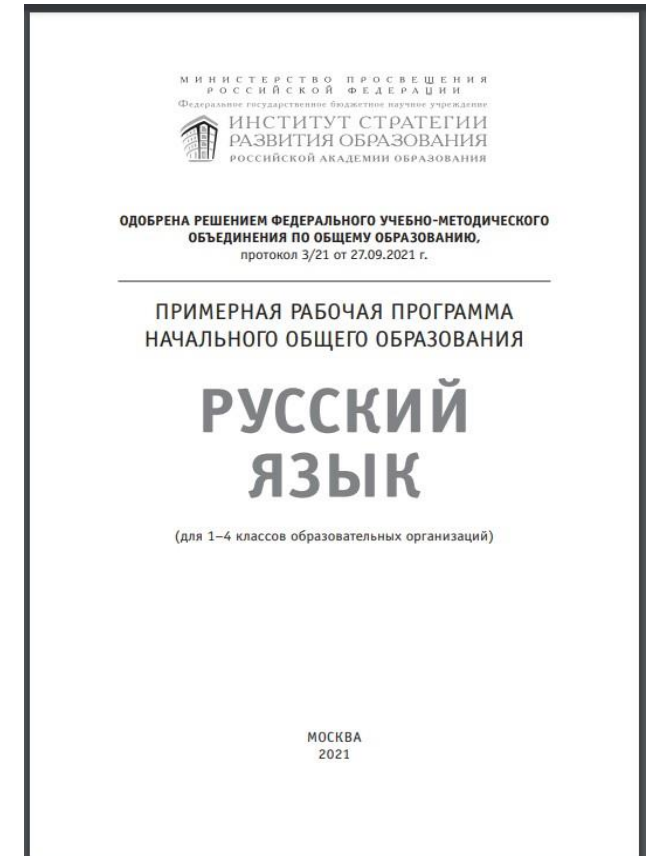 МИНИСТЕРСТВО ПРОСВЕЩЕНИЯ
РОССИЙСКОЙ ФЕДЕРАЦИИ
Федеральное государственное бюджетное научное учреждение
ИНСТИТУТ СТРАТЕГИИ
РАЗВИТИЯ ОБРАЗОВАНИЯ
РОССИЙСКОЙ АКАДЕМИИ ОБРАЗОВАНИЯ
ОДОБРЕНА РЕШЕНИЕМ ФЕДЕРАЛЬНОГО УЧЕБНО-МЕТОДИЧЕСКОГО
ОБЪЕДИНЕНИЯ ПО ОБЩЕМУ ОБРАЗОВАНИЮ,
протокол 3/21 от 27.09.2021 г.
ПРИМЕРНАЯ РАБОЧАЯ ПРОГРАММА
НАЧАЛЬНОГО ОБЩЕГО ОБРАЗОВАНИЯ
РУССКИЙ
ЯЗЫК
(для 1–4 классов образовательных организаций)
МОСКВА
2021